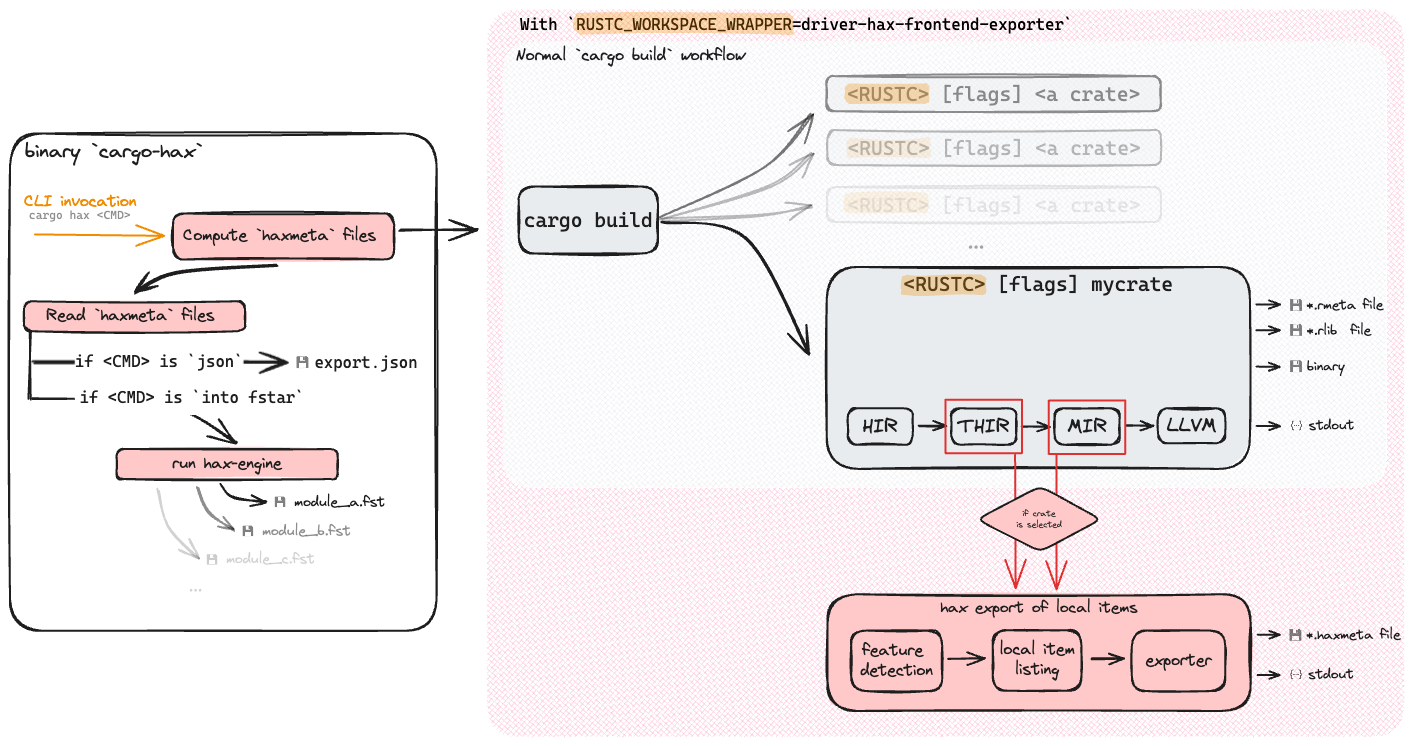 With `RUSTC_WORKSPACE_WRAPPER=driver-hax-frontend-exporter`
Normal `cargo build` workflow
binary `cargo-hax`
CLI invocation
cargo hax <CMD>
Compute `haxmeta` files
Read `haxmeta` files
if <CMD> is `json`
export.json
if <CMD> is `into fstar`
run hax-engine
module_a.fst
module_b.fst
module_c.fst
...
cargo build
<RUSTC> [flags] <a crate>
<RUSTC> [flags] <a crate>
<RUSTC> [flags] <a crate>
...
<RUSTC> [flags] mycrate
HIR
THIR
MIR
LLVM
*.rmeta file
*.rlib file
binary
{··} stdout
if crate
is selected
hax export of local items
feature
detection
local item
listing
exporter
*.haxmeta file
{··} stdout